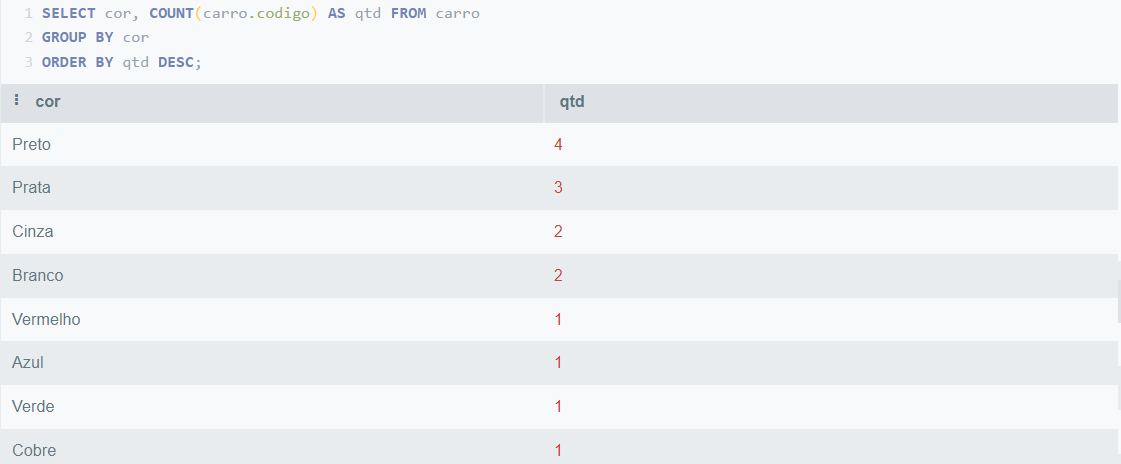 1 SELECT cor, COUNT(carro.codigo) AS qtd FROM carro
2 GROUP BY cor
3 ORDER BY qtd DESC;
cor qtd
Preto 4
Prata 3
Cinza 2
Branco 2
Vermelho 1
Azul 1
Verde 1
Cobre 1